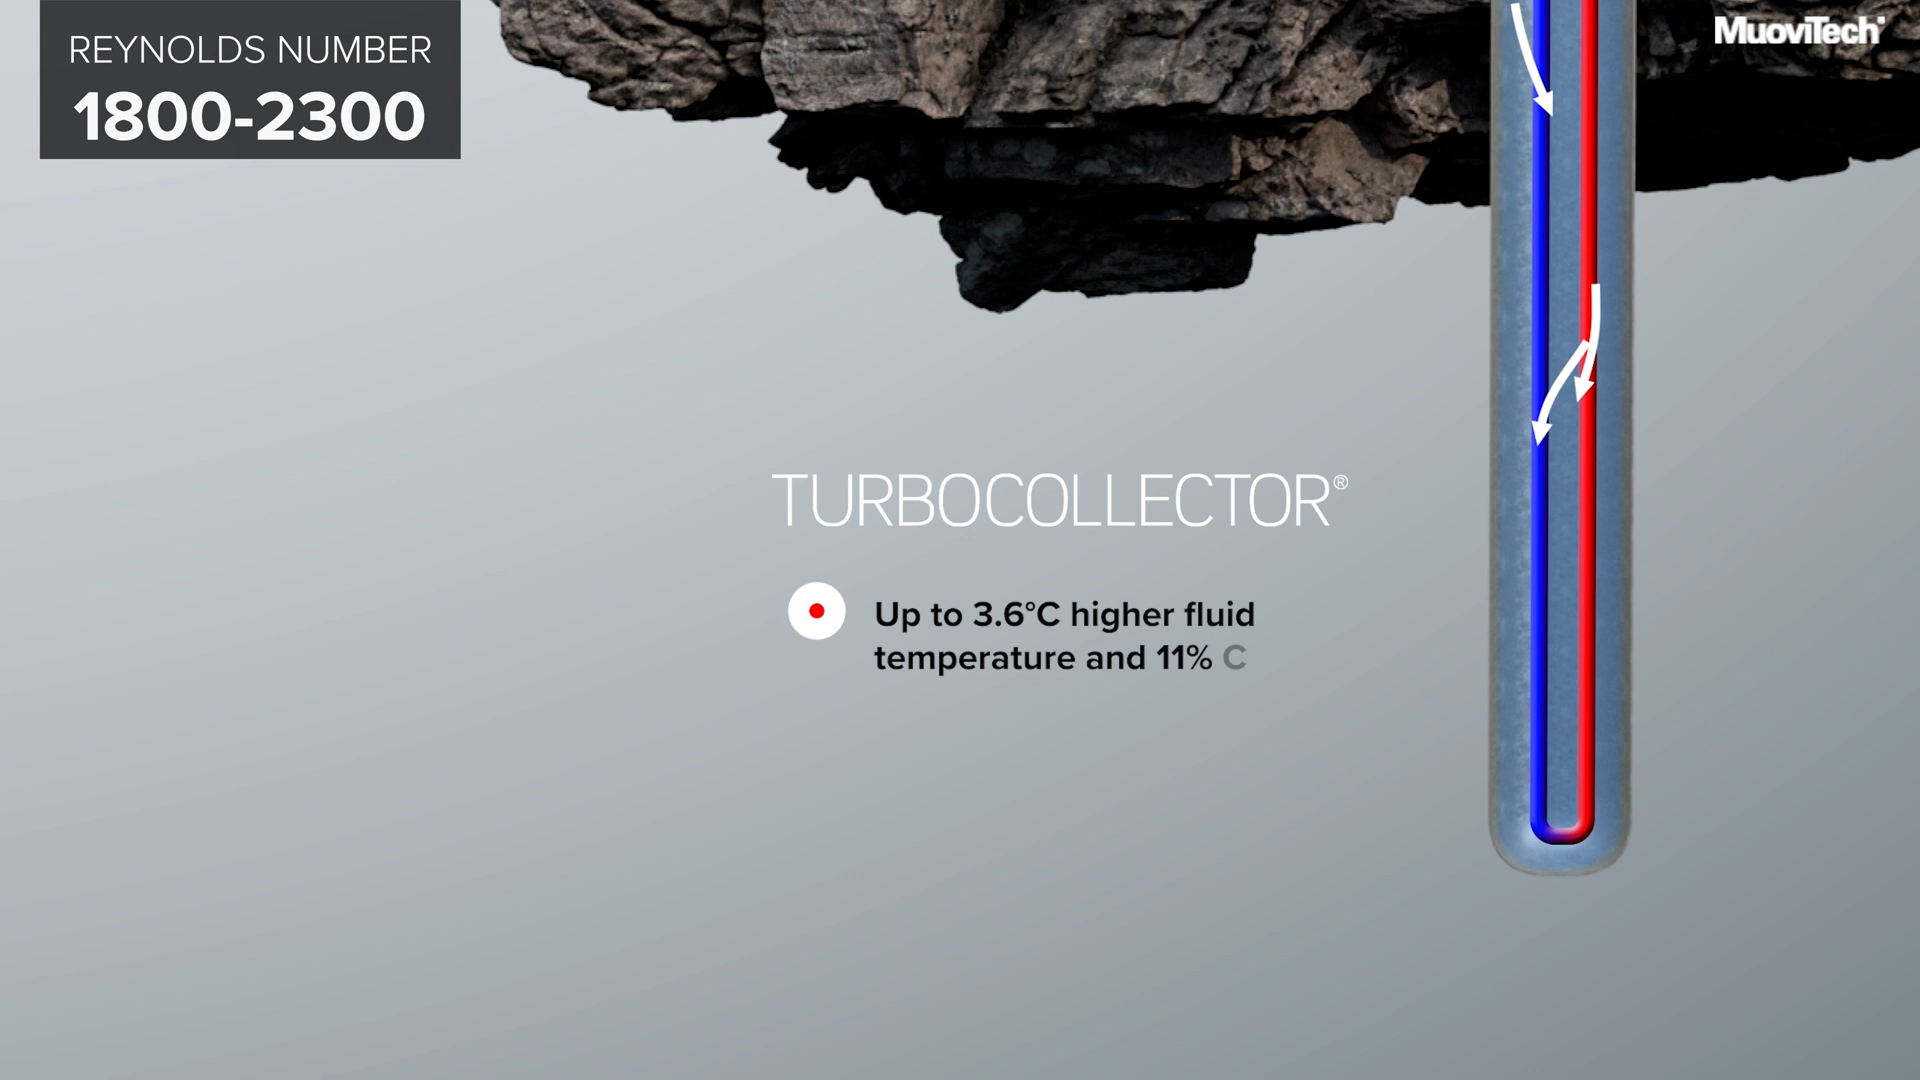 REYNOLDS NUMBER
1800-2300
MuoviTech
TURBOCOLLECTOR®
Up to 3.6°C higher fluid
temperature and 11% C